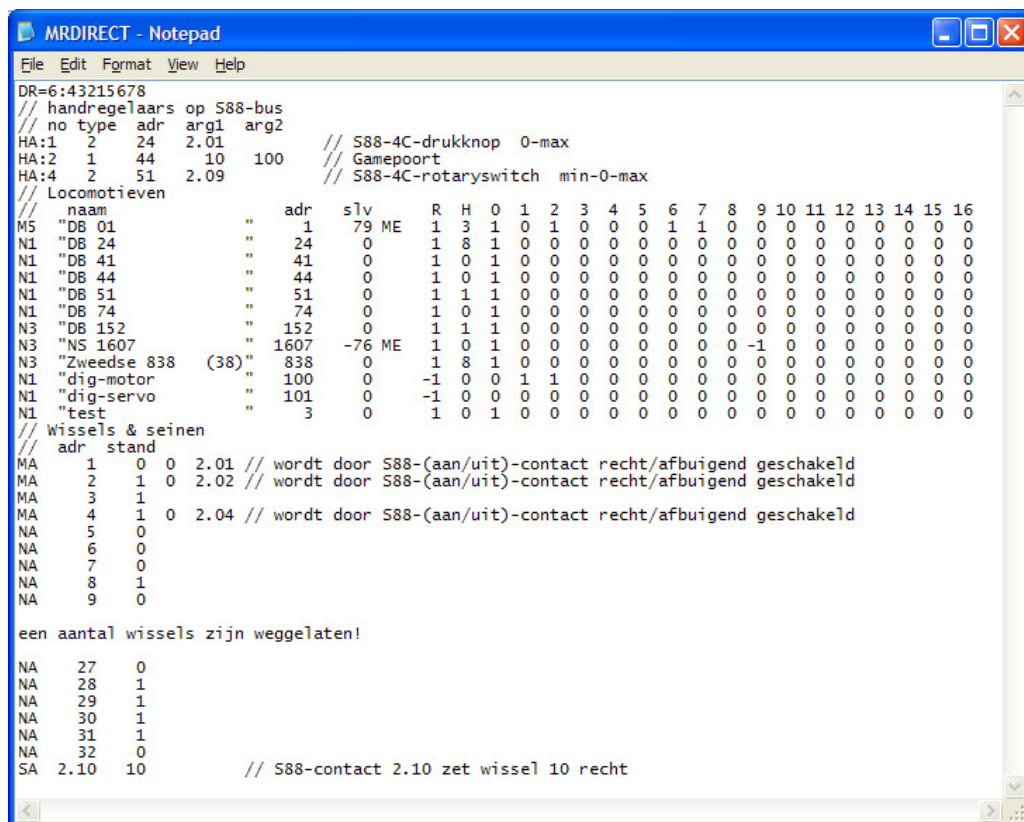 MRDIRECT - Notepad
File Edit Format View Help
DR=6:43215678
// handregelaars op S88-bus
// no type adr arg1 arg2
HA:1 2 24 2.01 // S88-4C-drukknop 0-max
HA:2 1 44 10 100 // Gamepoort
HA:4 2 51 2.09 // S88-4C-rotaryswitch min-0-max
// Locomotieven
// naam adr slv R H 0 1 2 3 4 5 6 7 8 9 10 11 12 13 14 15 16
M5 "DB 01 " 1 79 ME 1 3 1 0 1 0 0 0 1 1 0 0 0 0 0 0 0 0 0
N1 "DB 24 " 24 0 1 8 1 0 0 0 0 0 0 0 0 0 0 0 0 0 0 0 0
N1 "DB 41 " 41 0 1 0 1 0 0 0 0 0 0 0 0 0 0 0 0 0 0 0 0
N1 "DB 44 " 44 0 1 0 1 0 0 0 0 0 0 0 0 0 0 0 0 0 0 0 0
N1 "DB 51 " 51 0 1 1 1 0 0 0 0 0 0 0 0 0 0 0 0 0 0 0 0
N1 "DB 74 " 74 0 1 0 1 0 0 0 0 0 0 0 0 0 0 0 0 0 0 0 0
N3 "DB 152 " 152 0 1 1 1 0 0 0 0 0 0 0 0 0 0 0 0 0 0 0 0
N3 "NS 1607 " 1607 -76 ME 1 0 1 0 0 0 0 0 0 0 0 -1 0 0 0 0 0 0 0
N3 "Zweedse 838 (38)" 838 0 1 8 1 0 0 0 0 0 0 0 0 0 0 0 0 0 0 0 0
N1 "dig-motor " 100 0 -1 0 0 1 1 0 0 0 0 0 0 0 0 0 0 0 0 0 0
N1 "dig-servo " 101 0 -1 0 0 0 0 0 0 0 0 0 0 0 0 0 0 0 0 0 0
N1 "test " 3 0 1 0 1 0 0 0 0 0 0 0 0 0 0 0 0 0 0 0 0
// Wissels & seinen
// adr stand
MA 1 0 0 2.01 // wordt door S88-(aan/uit)-contact recht/afbuigend geschakeld
MA 2 1 0 2.02 // wordt door S88-(aan/uit)-contact recht/afbuigend geschakeld
MA 3 1
MA 4 1 0 2.04 // wordt door S88-(aan/uit)-contact recht/afbuigend geschakeld
NA 5 0
NA 6 0
NA 7 0
NA 8 1
NA 9 0
een aantal wissels zijn weggelaten!
NA 27 0
NA 28 1
NA 29 1
NA 30 1
NA 31 1
NA 32 0
SA 2.10 10 // S88-contact 2.10 zet wissel 10 recht